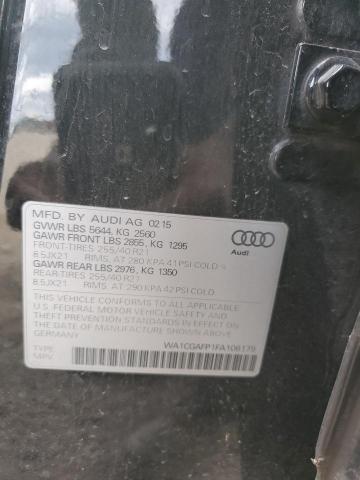 MFD. BY AUDI AG 02/15
GVWR LBS 5644, KG 2560
GAWR FRONT LBS 2855, KG 1295
FRONT-TIRES 255/40 R21
8.5JX21 RIMS, AT 280 KPA 41 PSI COLD
GAWR REAR LBS 2976, KG 1350
REAR-TIRES 255/40 R21
8.5JX21 RIMS, AT 290 KPA 42 PSI COLD.
THIS VEHICLE CONFORMS TO ALL APPLICABLE
U.S. FEDERAL MOTOR VEHICLE SAFETY AND
THEFT PREVENTION STANDARDS IN EFFECT ON
THE DATE OF MANUFACTURE SHOWN ABOVE
GERMANY
TYPE
MPV
WA1CGAFP1FA106175
Audi